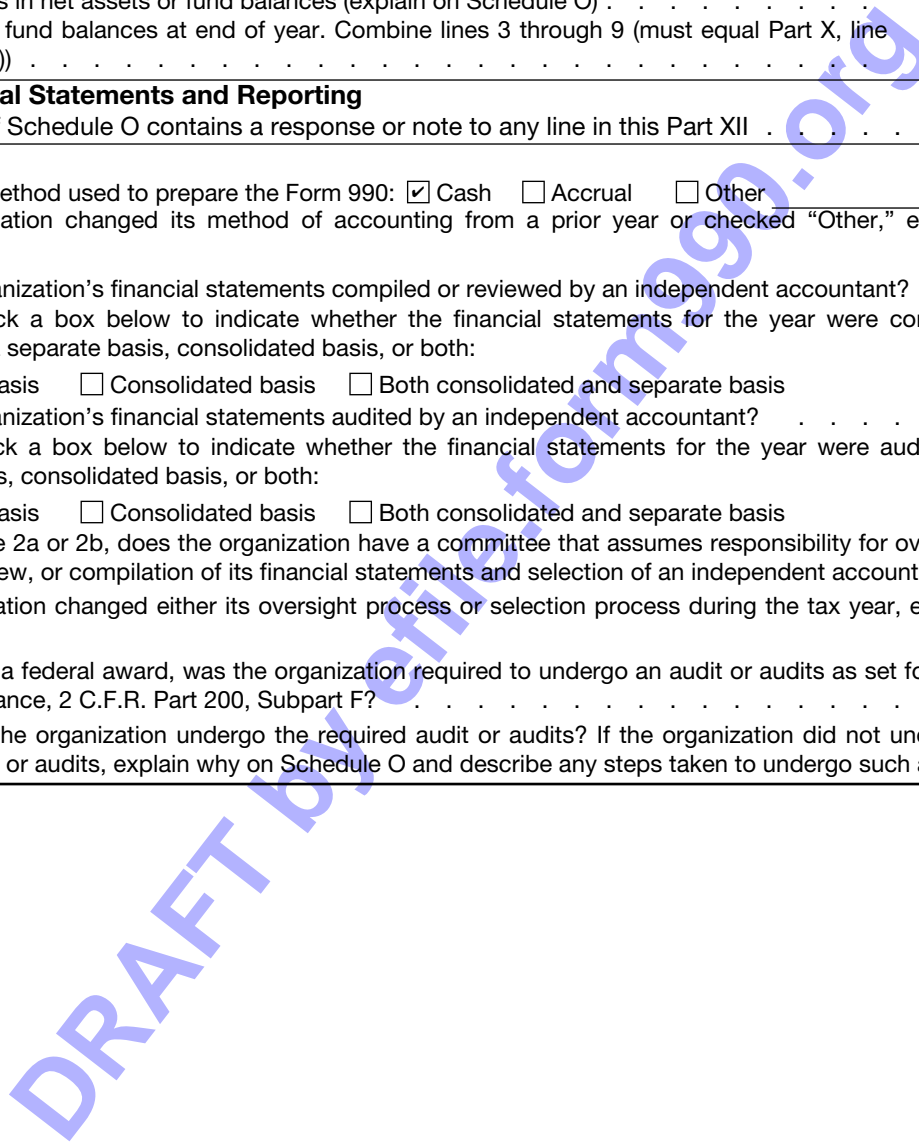 s in net assets or fund balances (explain on Schedule O) . . . . . . . . .
fund balances at end of year. Combine lines 3 through 9 (must equal Part X, line
)) . . . . . . . . . . . . . . . . . . . . . . . . . . . .
al Statements and Reporting
Schedule O contains a response or note to any line in this Part XII . . . . .
ethod used to prepare the Form 990: ✔ Cash ☐ Accrual ☐ Other
ation changed its method of accounting from a prior year or checked “Other,” e
anization’s financial statements compiled or reviewed by an independent accountant?
ck a box below to indicate whether the financial statements for the year were co
separate basis, consolidated basis, or both:
asis ☐ Consolidated basis ☐ Both consolidated and separate basis
anization’s financial statements audited by an independent accountant? . . . .
ck a box below to indicate whether the financial statements for the year were aud
s, consolidated basis, or both:
asis ☐ Consolidated basis ☐ Both consolidated and separate basis
e 2a or 2b, does the organization have a committee that assumes responsibility for ov
ew, or compilation of its financial statements and selection of an independent account
ation changed either its oversight process or selection process during the tax year, e
a federal award, was the organization required to undergo an audit or audits as set fo
ance, 2 C.F.R. Part 200, Subpart F? . . . . . . . . . . . . . . . .
he organization undergo the required audit or audits? If the organization did not un
or audits, explain why on Schedule O and describe any steps taken to undergo such a
DRAFT by efile.form990.org